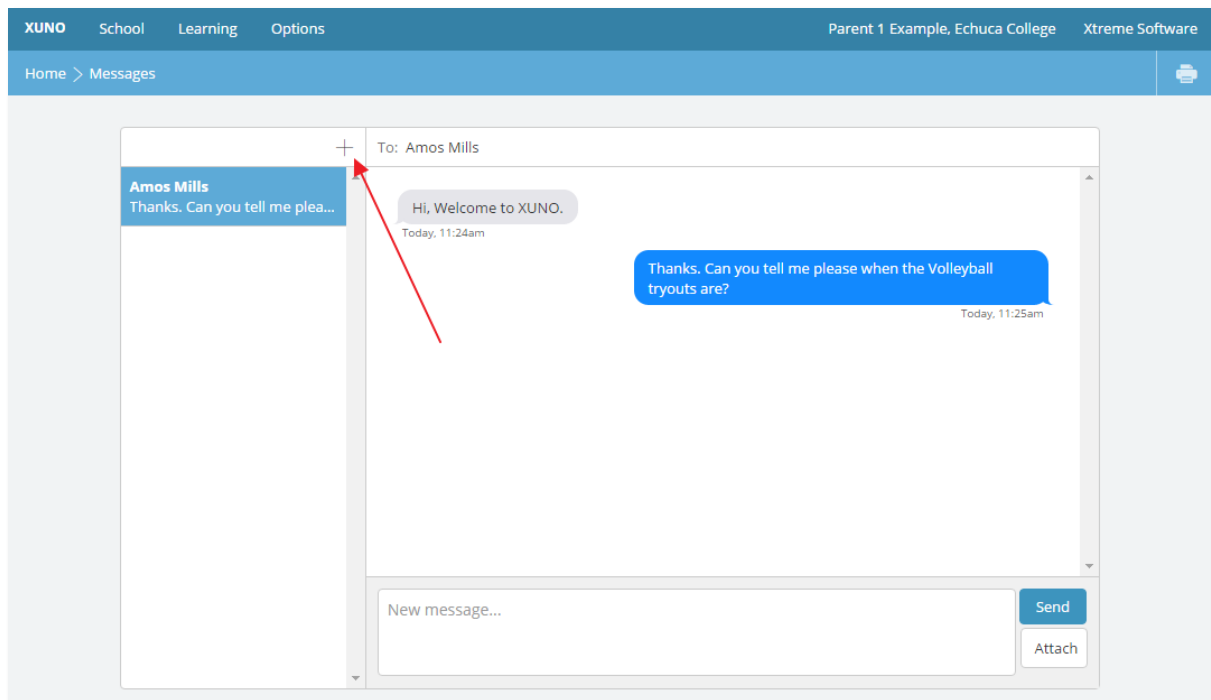 XUNO School Learning Options Parent 1 Example, Echuca College Xtreme Software
Home > Messages
To: Amos Mills
Amos Mills
Thanks. Can you tell me plea...
Hi, Welcome to XUNO.
Today, 11:24am
Thanks. Can you tell me please when the Volleyball
tryouts are?
Today, 11:25am
New message...
Send
Attach